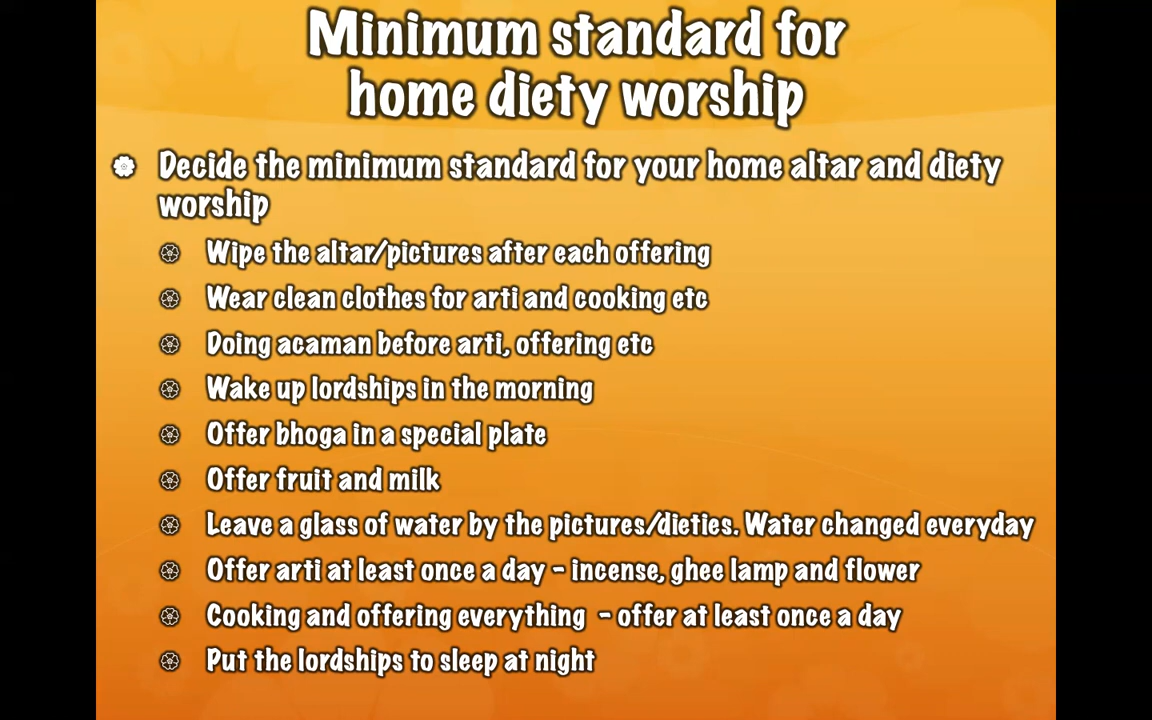 Minimum standard for
home diety worship
Decide the minimum standard for your home altar and diety
worship
Wipe the altar/pictures after each offering
Wear clean clothes for arti and cooking etc
Doing acaman before arti, offering etc
Wake up lordships in the morning
Offer bhoga in a special plate
Offer fruit and milk
Leave a glass of water by the pictures/dieties. Water changed everyday
Offer arti at least once a day - incense, ghee lamp and flower
Cooking and offering everything - offer at least once a day
Put the lordships to sleep at night